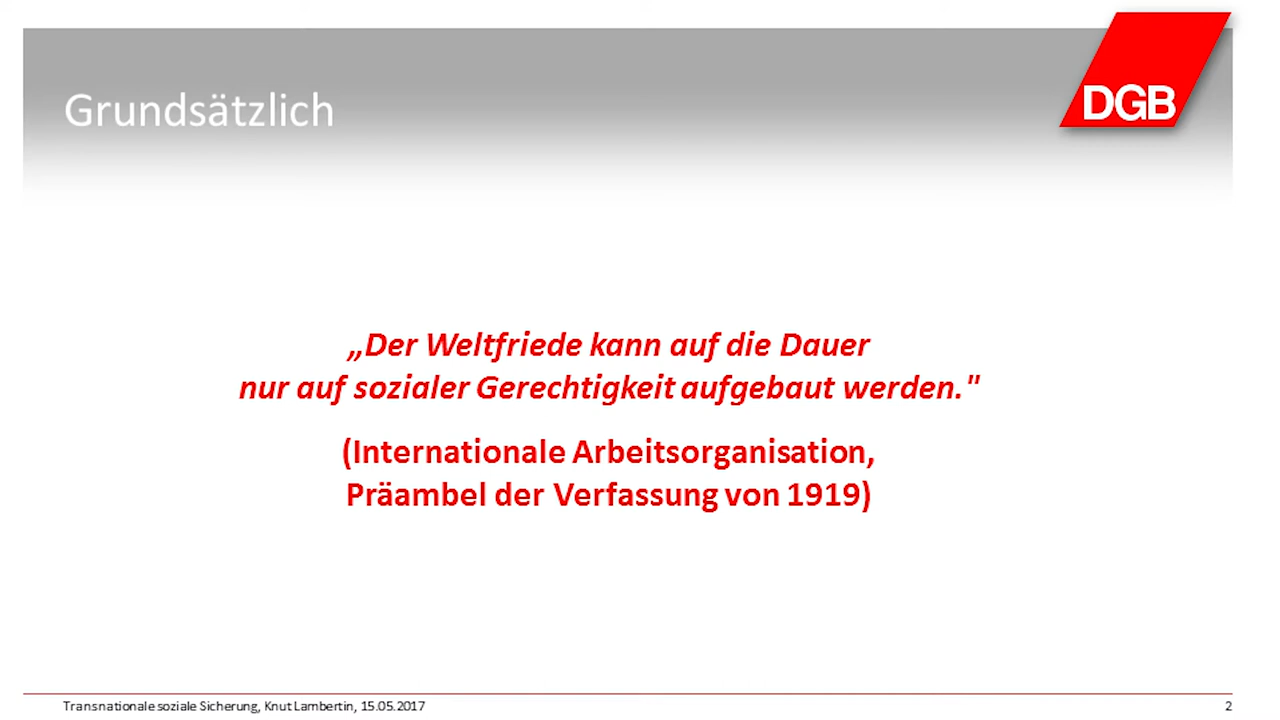 Grundsätzlich
DGB
„Der Weltfriede kann auf die Dauer
nur auf sozialer Gerechtigkeit aufgebaut werden."
(Internationale Arbeitsorganisation,
Präambel der Verfassung von 1919)
Transnationale soziale Sicherung, Knut Lambertin, 15.05.2017
2